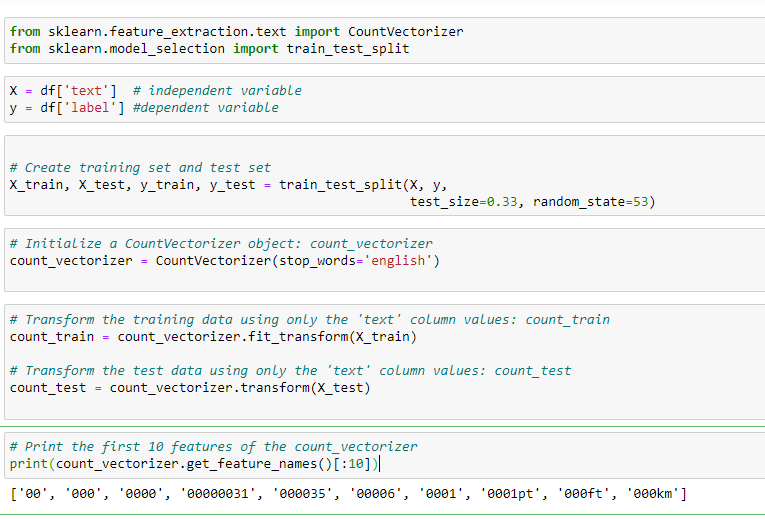 from sklearn.feature_extraction.text import CountVectorizer
from sklearn.model_selection import train_test_split
X = df['text']  # independent variable
y = df['label'] #dependent variable
# Create training set and test set
X_train, X_test, y_train, y_test = train_test_split(X, y,
test_size=0.33, random_state=53)
# Initialize a CountVectorizer object: count_vectorizer
count_vectorizer = CountVectorizer(stop_words='english')
# Transform the training data using only the 'text' column values: count_train
count_train = count_vectorizer.fit_transform(X_train)
# Transform the test data using only the 'text' column values: count_test
count_test = count_vectorizer.transform(X_test)
# Print the first 10 features of the count_vectorizer
print(count_vectorizer.get_feature_names()[:10])
['00', '000', '0000', '00000031', '000035', '00006', '0001', '0001pt', '000ft', '000km']